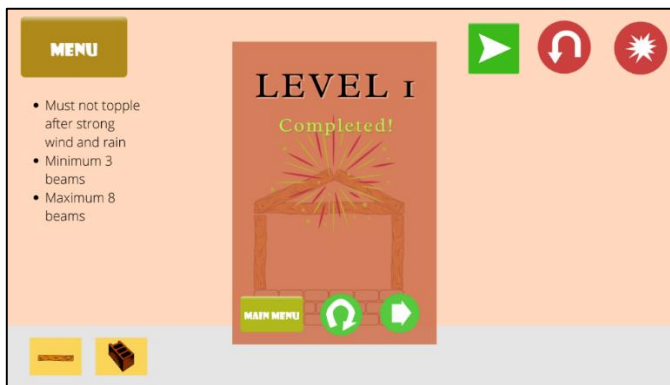 MENU
• Must not topple
after strong
wind and rain
• Minimum 3
beams
• Maximum 8
beams
LEVEL I
Completed!
MAIN MENU